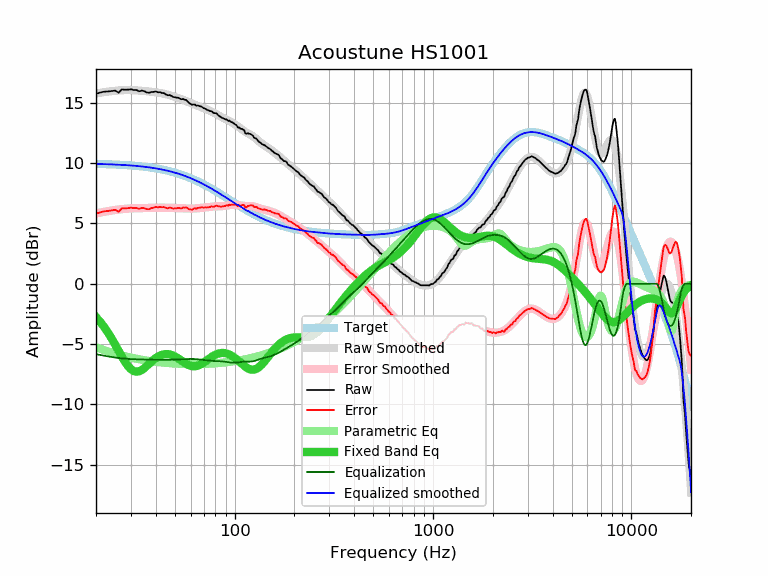 Acoustune HS1001
Amplitude (dBr)
15
10
5
0
−5
−10
−15
Target
Raw Smoothed
Error Smoothed
Raw
Error
Parametric Eq
Fixed Band Eq
Equalization
Equalized smoothed
100
1000
10000
Frequency (Hz)